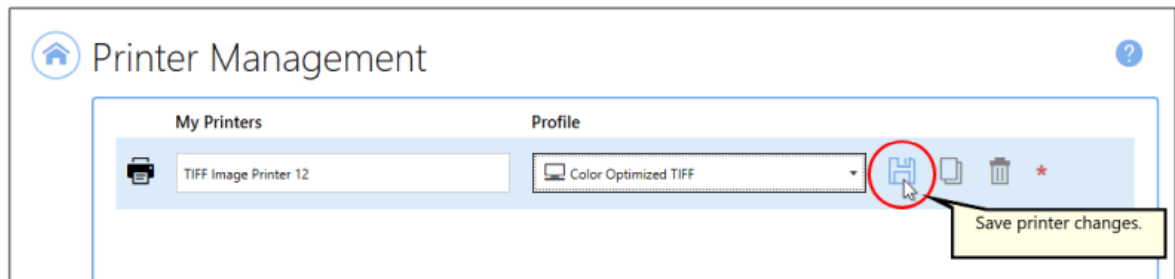 Printer Management
?
My Printers Profile
TIFF Image Printer 12 Color Optimized TIFF *
Save printer changes.